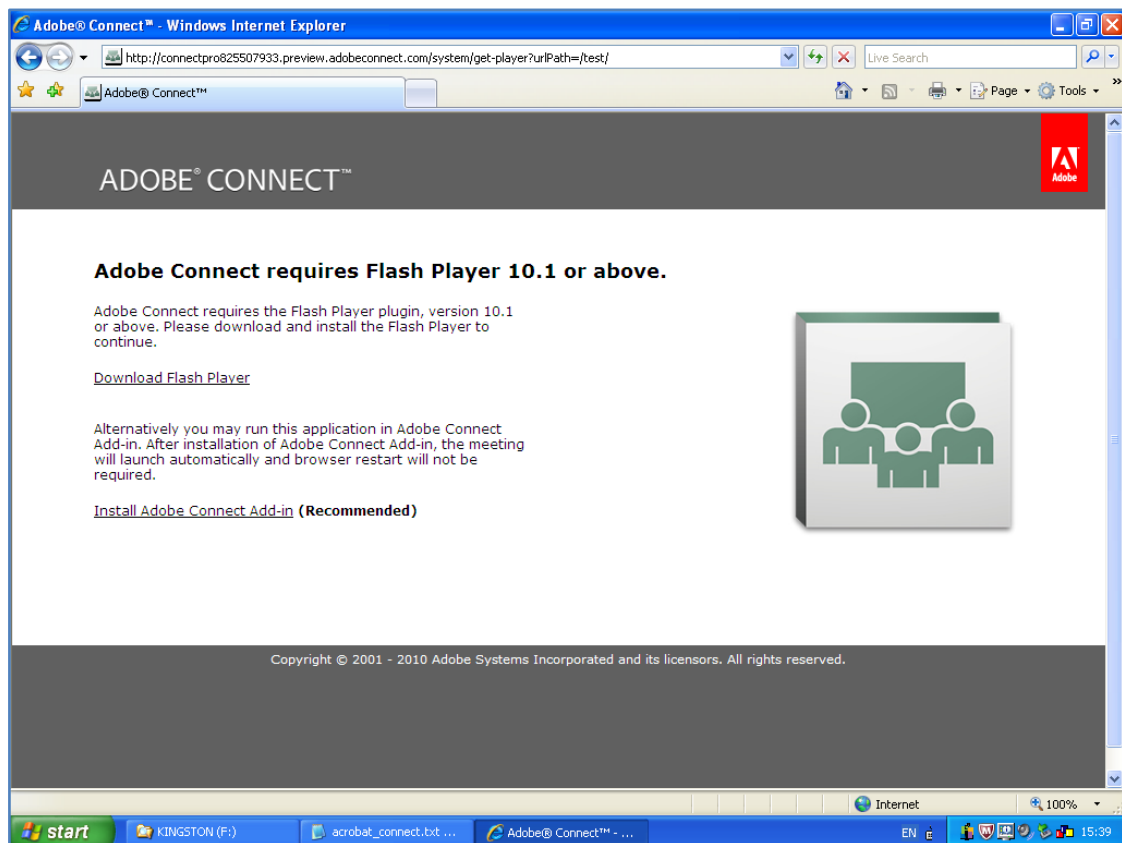 Adobe® Connect™ - Windows Internet Explorer
http://connectpro825507933.preview.adobeconnect.com/system/get-player?urlPath=/test/
Live Search
Adobe® Connect™
Page
Tools
»
ADOBE® CONNECT™
Adobe
Adobe Connect requires Flash Player 10.1 or above.
Adobe Connect requires the Flash Player plugin, version 10.1
or above. Please download and install the Flash Player to
continue.
Download Flash Player
Alternatively you may run this application in Adobe Connect
Add-in. After installation of Adobe Connect Add-in, the meeting
will launch automatically and browser restart will not be
required.
Install Adobe Connect Add-in (Recommended)
Copyright © 2001 - 2010 Adobe Systems Incorporated and its licensors. All rights reserved.
Internet
100%
start
KINGSTON (F:)
acrobat_connect.txt ...
Adobe® Connect™ - ...
EN
15:39